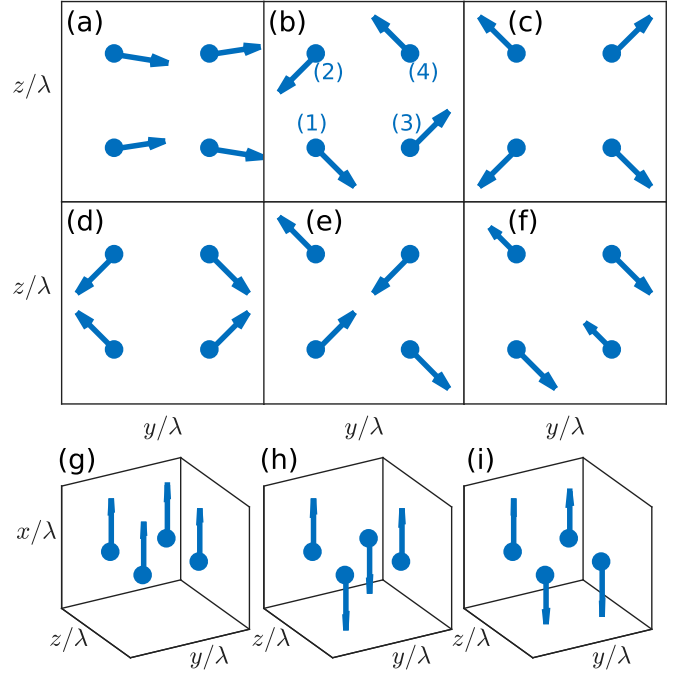 (a) (b) (c)
z/λ (2) (4)
(1) (3)
(d) (e) (f)
z/λ
y/λ y/λ y/λ
(g) (h) (i)
x/λ
z/λ y/λ z/λ y/λ z/λ y/λ